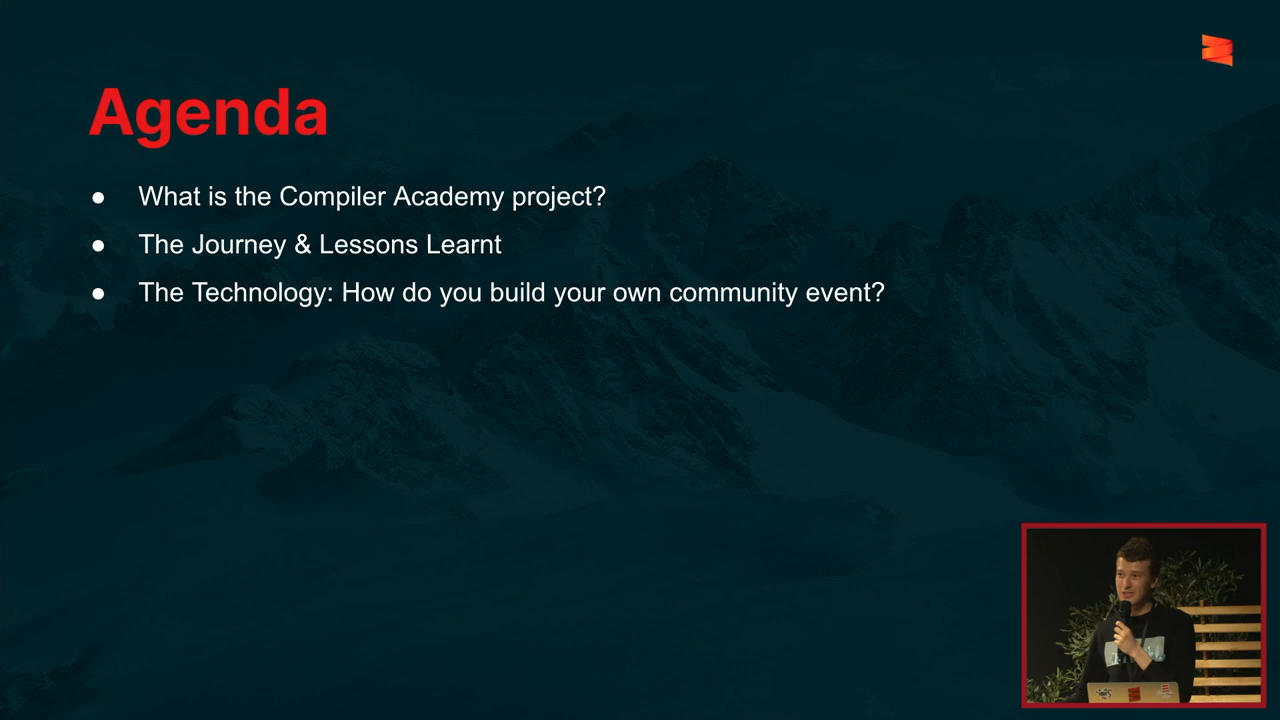 Agenda
● What is the Compiler Academy project?
● The Journey & Lessons Learnt
● The Technology: How do you build your own community event?